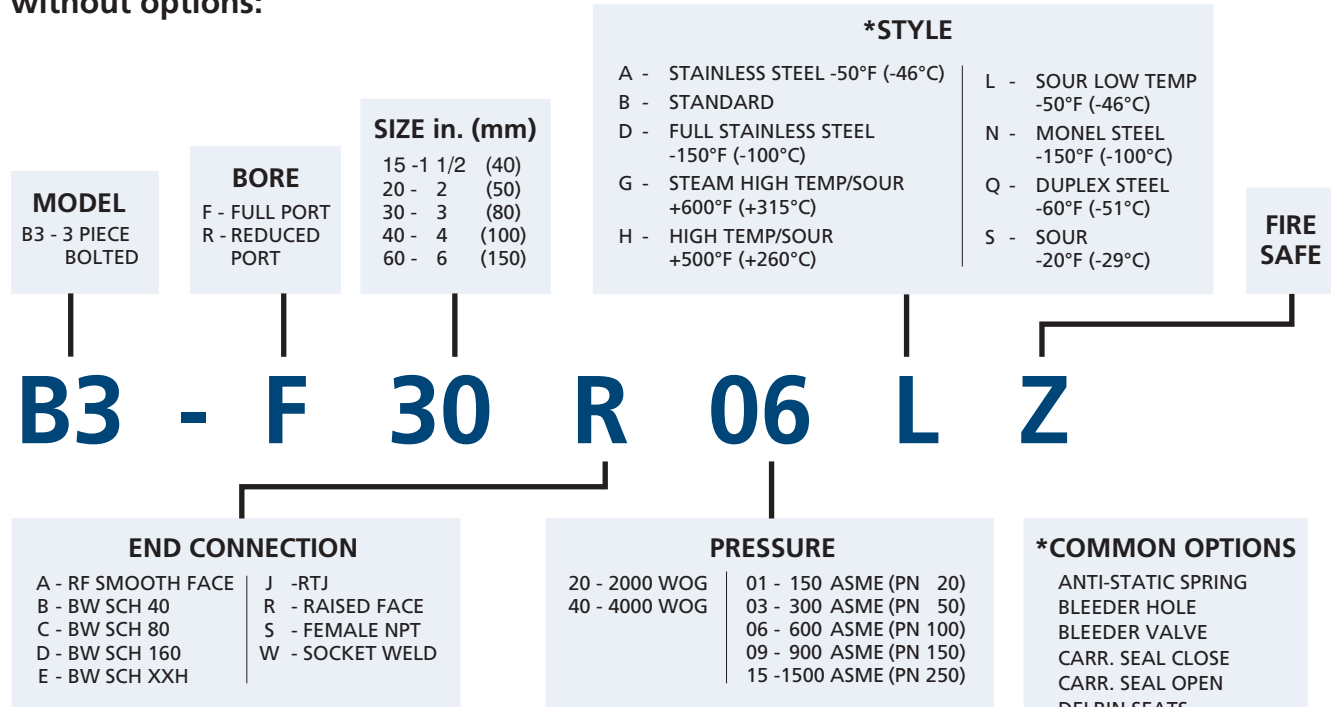 without options:
*STYLE
A - STAINLESS STEEL -50°F (-46°C)
B - STANDARD
D - FULL STAINLESS STEEL
-150°F (-100°C)
G - STEAM HIGH TEMP/SOUR
+600°F (+315°C)
H - HIGH TEMP/SOUR
+500°F (+260°C)
L - SOUR LOW TEMP
-50°F (-46°C)
N - MONEL STEEL
-150°F (-100°C)
Q - DUPLEX STEEL
-60°F (-51°C)
S - SOUR
-20°F (-29°C)
SIZE in. (mm)
15 -1 1/2 (40)
20 - 2 (50)
30 - 3 (80)
40 - 4 (100)
60 - 6 (150)
BORE
F - FULL PORT
R - REDUCED
PORT
MODEL
B3 - 3 PIECE
BOLTED
FIRE
SAFE
B3 - F 30 R 06 L Z
END CONNECTION
A - RF SMOOTH FACE
B - BW SCH 40
C - BW SCH 80
D - BW SCH 160
E - BW SCH XXH
J -RTJ
R - RAISED FACE
S - FEMALE NPT
W - SOCKET WELD
PRESSURE
20 - 2000 WOG
40 - 4000 WOG
01 - 150 ASME (PN 20)
03 - 300 ASME (PN 50)
06 - 600 ASME (PN 100)
09 - 900 ASME (PN 150)
15 -1500 ASME (PN 250)
*COMMON OPTIONS
ANTI-STATIC SPRING
BLEEDER HOLE
BLEEDER VALVE
CARR. SEAL CLOSE
CARR. SEAL OPEN
DELRIN SEATS